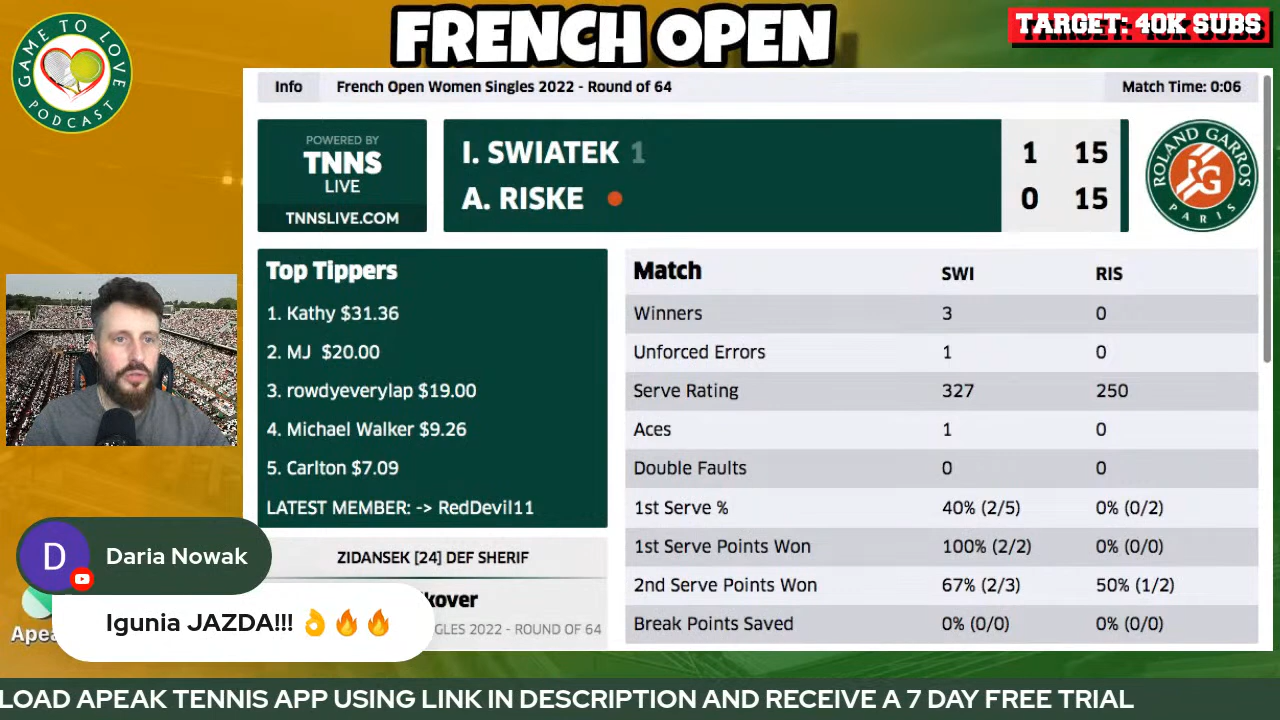 GAME TO LOVE
PODCAST
FRENCH OPEN
TARGET: 40K SUBS
Info
French Open Women Singles 2022 - Round of 64
Match Time: 0:06
POWERED BY
TNNS
LIVE
TNNSLIVE.COM
I. SWIATEK 1 1 15
A. RISKE 0 15
ROLAND GARROS
RG
PARIS
Top Tippers
1. Kathy $31.36
2. MJ $20.00
3. rowdyeverylap $19.00
4. Michael Walker $9.26
5. Carlton $7.09
LATEST MEMBER: -> RedDevil11
ZIDANSEK [24] DEF SHERIF
kover
GLES 2022 - ROUND OF 64
Match SWI RIS
Winners 3 0
Unforced Errors 1 0
Serve Rating 327 250
Aces 1 0
Double Faults 0 0
1st Serve % 40% (2/5) 0% (0/2)
1st Serve Points Won 100% (2/2) 0% (0/0)
2nd Serve Points Won 67% (2/3) 50% (1/2)
Break Points Saved 0% (0/0) 0% (0/0)
D
Daria Nowak
Igunia JAZDA!!! 👌🔥🔥
Apea
LOAD APEAK TENNIS APP USING LINK IN DESCRIPTION AND RECEIVE A 7 DAY FREE TRIAL